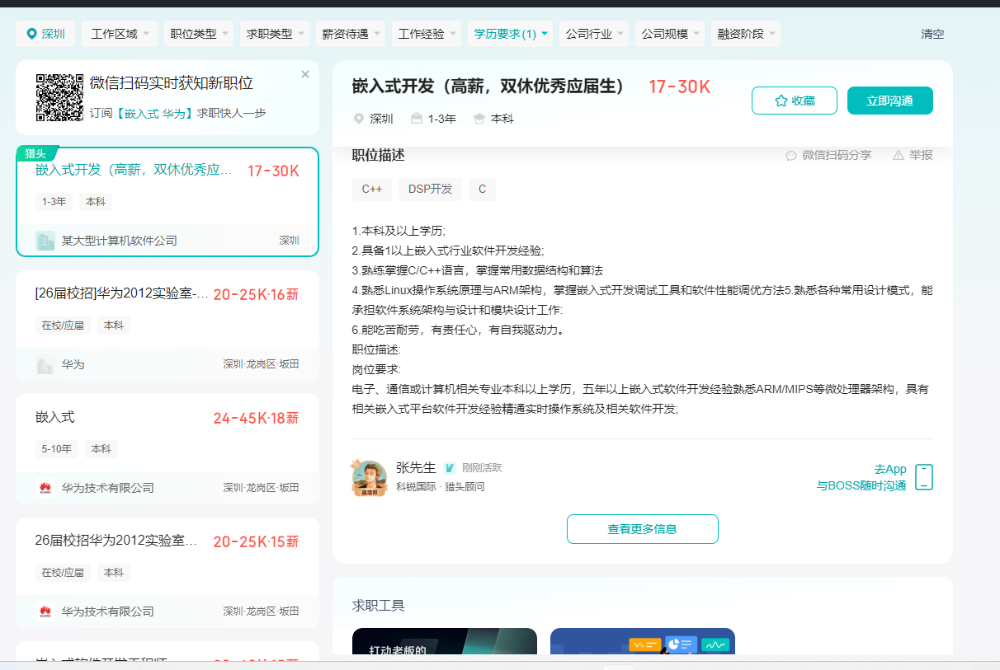 深圳
工作区域
职位类型
求职类型
薪资待遇
工作经验
学历要求(1)
公司行业
公司规模
融资阶段
清空
微信扫码实时获知新职位
订阅【嵌入式 华为】求职快人一步
猎头
嵌入式开发（高薪，双休优秀应... 17-30K
1-3年 本科
某大型计算机软件公司 深圳
[26届校招]华为2012实验室-... 20-25K·16薪
在校/应届 本科
华为 深圳·龙岗区·坂田
嵌入式 24-45K·18薪
5-10年 本科
华为技术有限公司 深圳·龙岗区·坂田
26届校招华为2012实验室... 20-25K·15薪
在校/应届 本科
华为技术有限公司 深圳·龙岗区·坂田
嵌入式开发（高薪，双休优秀应届生） 17-30K
深圳 1-3年 本科
收藏
立即沟通
职位描述
微信扫码分享
举报
C++ DSP开发 C
1.本科及以上学历;
2.具备1以上嵌入式行业软件开发经验;
3.熟练掌握C/C++语言，掌握常用数据结构和算法
4.熟悉Linux操作系统原理与ARM架构，掌握嵌入式开发调试工具和软件性能调优方法5.熟悉各种常用设计模式，能
承担软件系统架构与设计和模块设计工作:
6.能吃苦耐劳，有责任心，有自我驱动力。
职位描述:
岗位要求:
电子、通信或计算机相关专业本科以上学历，五年以上嵌入式软件开发经验熟悉ARM/MIPS等微处理器架构，具有
相关嵌入式平台软件开发经验精通实时操作系统及相关软件开发;
张先生 刚刚活跃
科锐国际 · 猎头顾问
去App
与BOSS随时沟通
查看更多信息
求职工具
打动老板的